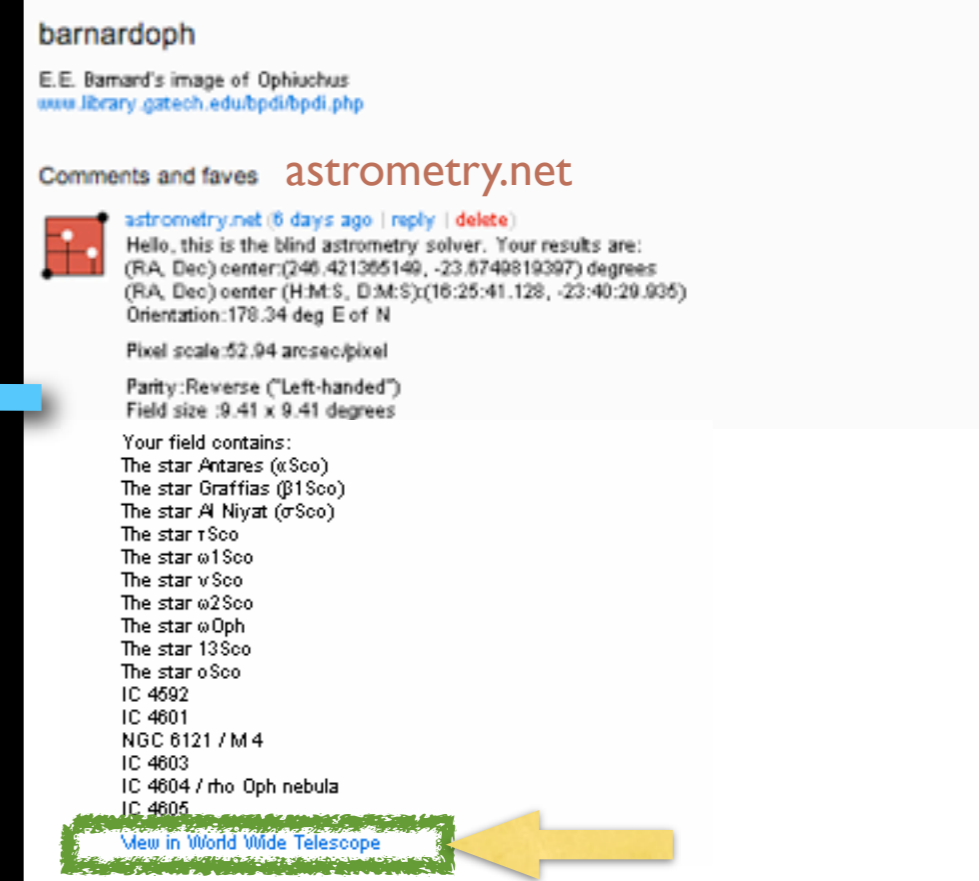 barnardoph
E.E. Barnard's image of Ophiuchus
www.library.gatech.edu/bpdi/bpdi.php
Comments and faves astrometry.net
astrometry.net (6 days ago | reply | delete)
Hello, this is the blind astrometry solver. Your results are:
(RA, Dec) center:(246.421365149, -23.6749819397) degrees
(RA, Dec) center (H:M:S, D:M:S):(16:25:41.128, -23:40:29.935)
Orientation:178.34 deg E of N
Pixel scale:52.94 arcsec/pixel
Parity:Reverse ("Left-handed")
Field size :9.41 x 9.41 degrees
Your field contains:
The star Antares (αSco)
The star Graffias (β1Sco)
The star Al Niyat (σSco)
The star τSco
The star ω1Sco
The star νSco
The star ω2Sco
The star ωOph
The star 13Sco
The star οSco
IC 4592
IC 4601
NGC 6121 / M 4
IC 4603
IC 4604 / rho Oph nebula
IC 4605
View in World Wide Telescope